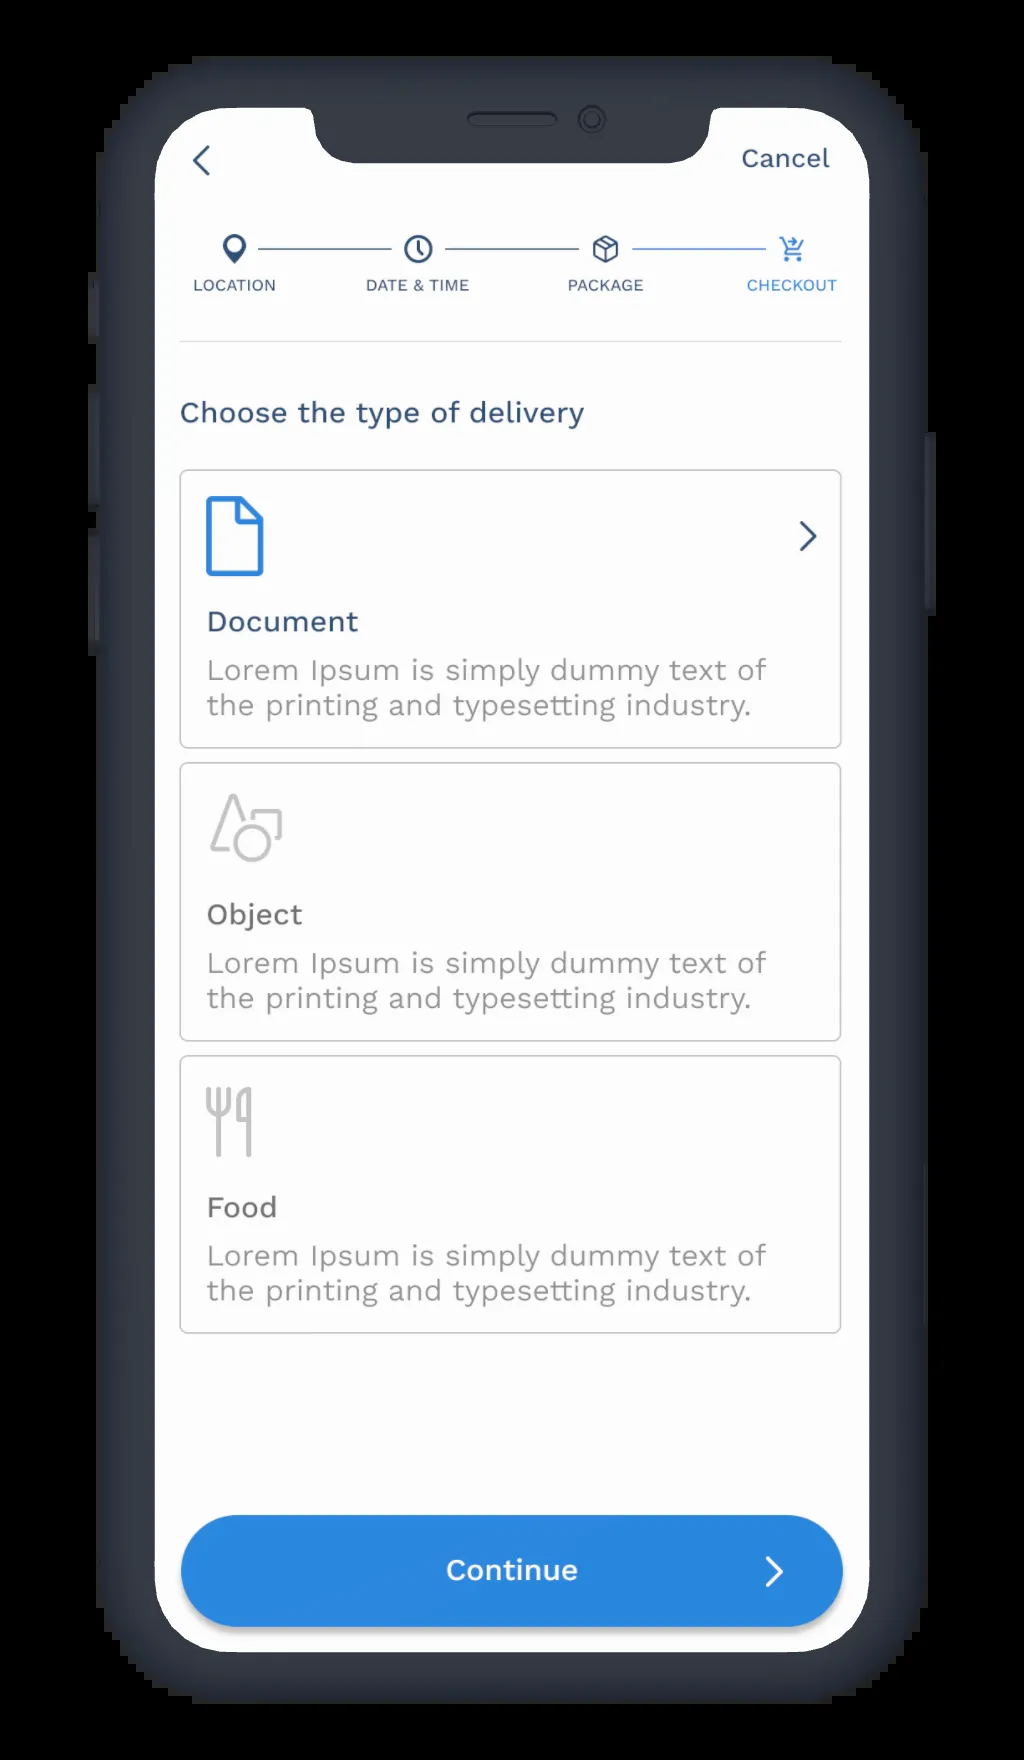 Cancel
LOCATION
DATE & TIME
PACKAGE
CHECKOUT
Choose the type of delivery
Document
Lorem Ipsum is simply dummy text of
the printing and typesetting industry.
Object
Lorem Ipsum is simply dummy text of
the printing and typesetting industry.
Food
Lorem Ipsum is simply dummy text of
the printing and typesetting industry.
Continue